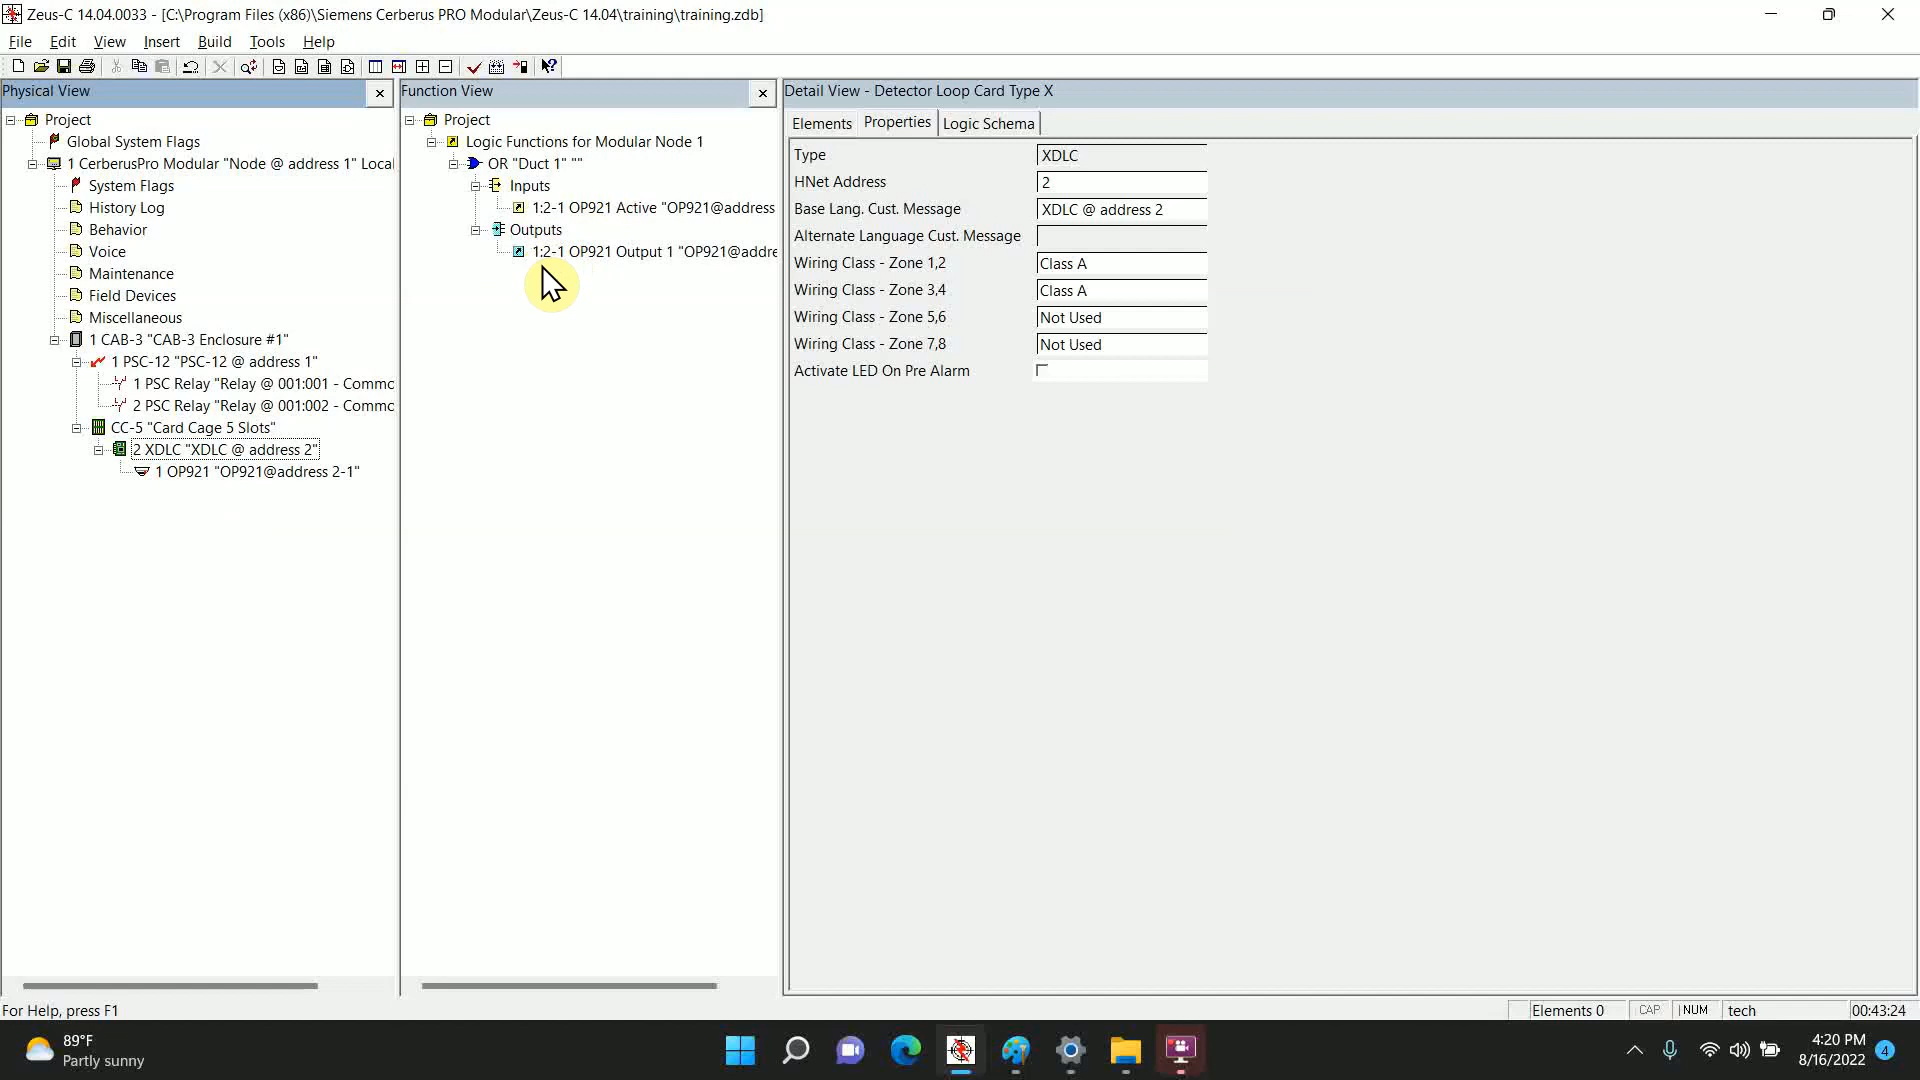 Zeus-C 14.04.0033 - [C:\Program Files (x86)\Siemens Cerberus PRO Modular\Zeus-C 14.04\training\training.zdb]
File Edit View Insert Build Tools Help
Physical View
Project
Global System Flags
1 CerberusPro Modular "Node @ address 1" Local
System Flags
History Log
Behavior
Voice
Maintenance
Field Devices
Miscellaneous
1 CAB-3 "CAB-3 Enclosure #1"
1 PSC-12 "PSC-12 @ address 1"
1 PSC Relay "Relay @ 001:001 - Commo
2 PSC Relay "Relay @ 001:002 - Commo
CC-5 "Card Cage 5 Slots"
2 XDLC "XDLC @ address 2"
1 OP921 "OP921@address 2-1"
Function View
Project
Logic Functions for Modular Node 1
OR "Duct 1" ""
Inputs
1:2-1 OP921 Active "OP921@address
Outputs
1:2-1 OP921 Output 1 "OP921@addre
Detail View - Detector Loop Card Type X
Elements Properties Logic Schema
Type XDLC
HNet Address 2
Base Lang. Cust. Message XDLC @ address 2
Alternate Language Cust. Message
Wiring Class - Zone 1,2 Class A
Wiring Class - Zone 3,4 Class A
Wiring Class - Zone 5,6 Not Used
Wiring Class - Zone 7,8 Not Used
Activate LED On Pre Alarm
For Help, press F1
Elements 0 CAP NUM tech 00:43:24
89°F
Partly sunny
4:20 PM
8/16/2022
4